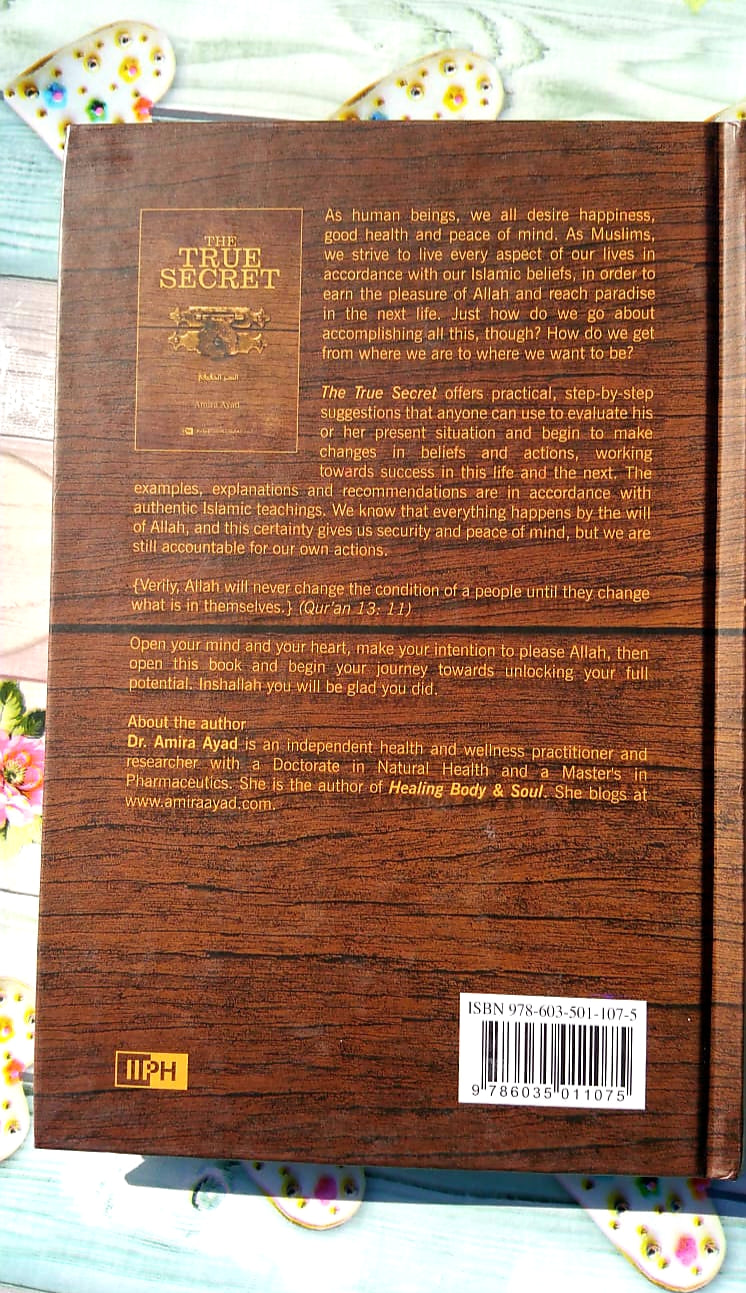 THE
TRUE
SECRET
السر الحقيقي
Amira Ayad
As human beings, we all desire happiness,
good health and peace of mind. As Muslims,
we strive to live every aspect of our lives in
accordance with our Islamic beliefs, in order to
earn the pleasure of Allah and reach paradise
in the next life. Just how do we go about
accomplishing all this, though? How do we get
from where we are to where we want to be?
The True Secret offers practical, step-by-step
suggestions that anyone can use to evaluate his
or her present situation and begin to make
changes in beliefs and actions, working
towards success in this life and the next. The
examples, explanations and recommendations are in accordance with
authentic Islamic teachings. We know that everything happens by the will
of Allah, and this certainty gives us security and peace of mind, but we are
still accountable for our own actions.
{Verily, Allah will never change the condition of a people until they change
what is in themselves.} (Qur'an 13: 11)
Open your mind and your heart, make your intention to please Allah, then
open this book and begin your journey towards unlocking your full
potential. Inshallah you will be glad you did.
About the author
Dr. Amira Ayad is an independent health and wellness practitioner and
researcher with a Doctorate in Natural Health and a Master's in
Pharmaceutics. She is the author of Healing Body & Soul. She blogs at
www.amiraayad.com.
IIPH
ISBN 978-603-501-107-5
9 786035 011075